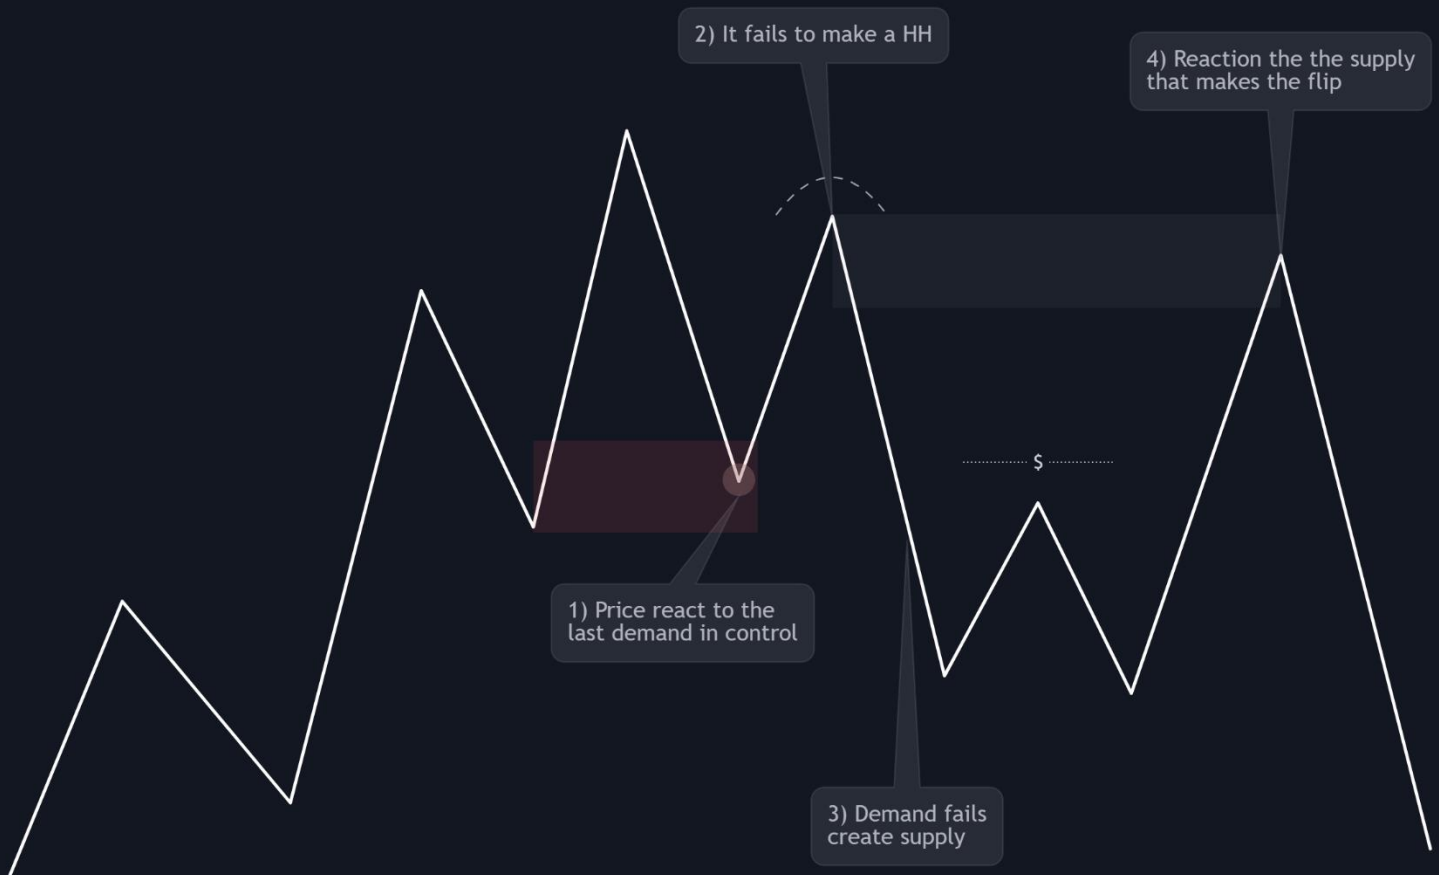 2) It fails to make a HH
4) Reaction the the supply
that makes the flip
$
1) Price react to the
last demand in control
3) Demand fails
create supply